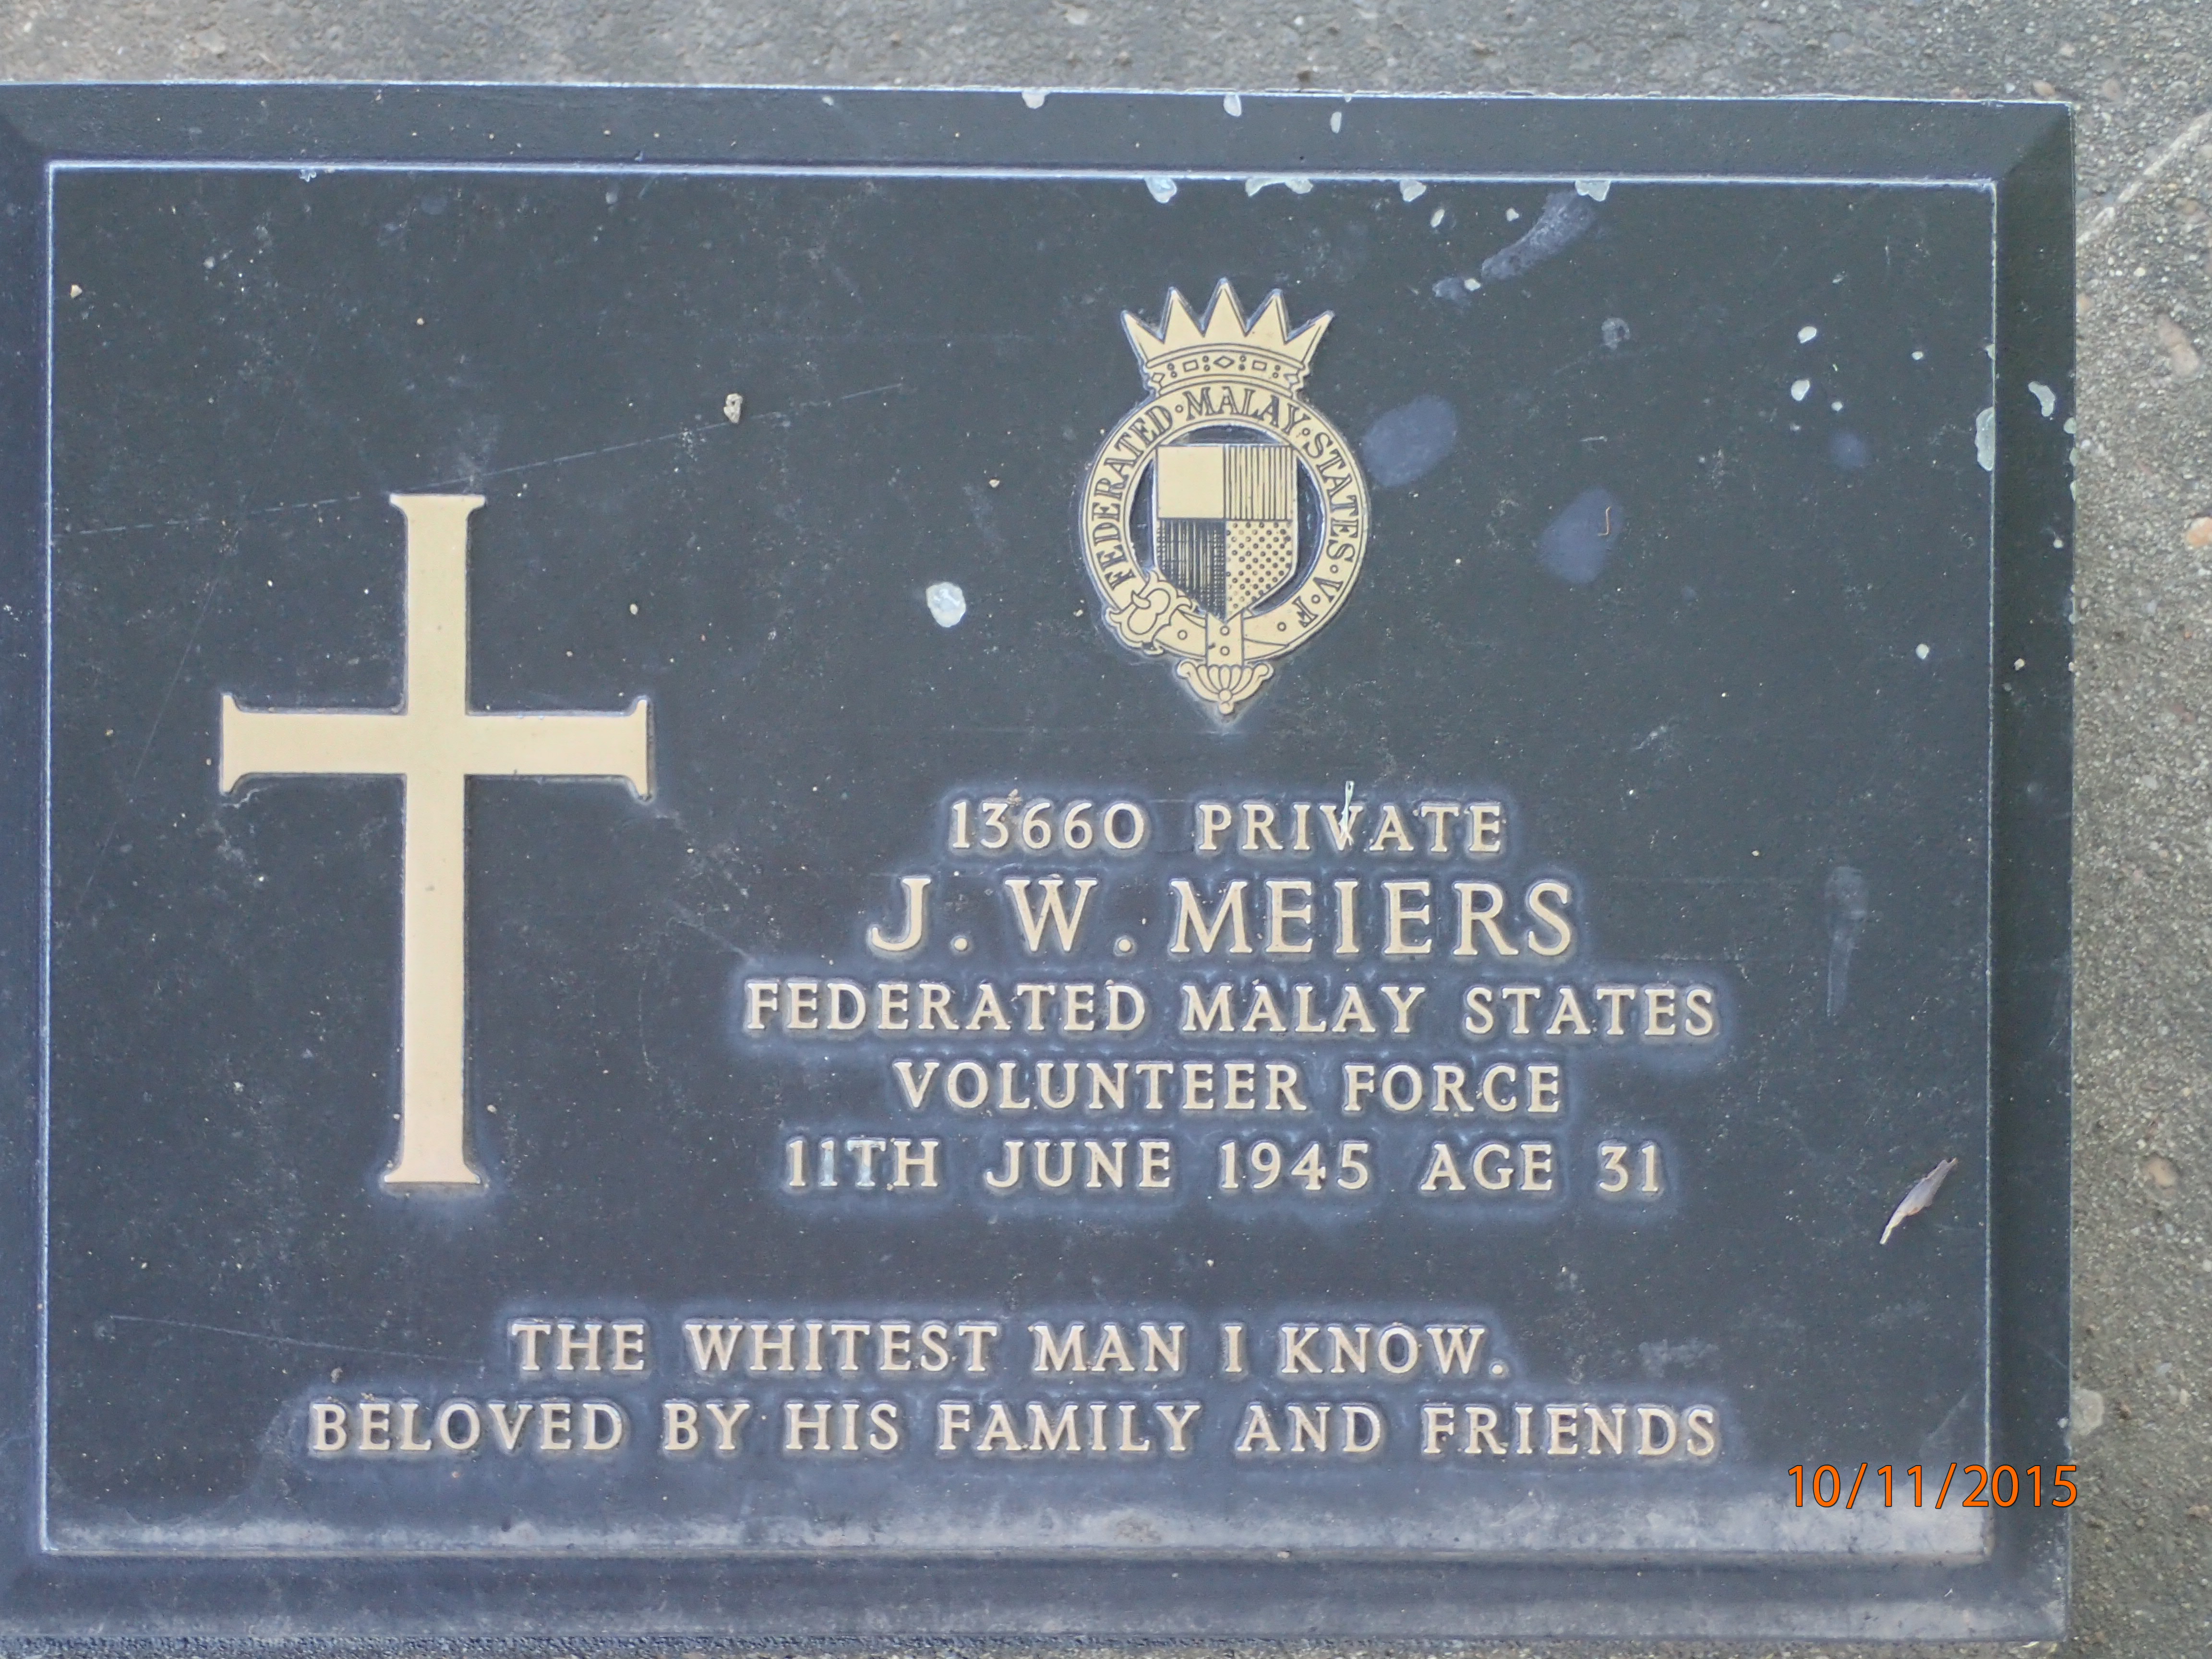 FEDERATED·MALAY·STATES·V·F
13660 PRIVATE
J. W. MEIERS
FEDERATED MALAY STATES
VOLUNTEER FORCE
11TH JUNE 1945 AGE 31
THE WHITEST MAN I KNOW.
BELOVED BY HIS FAMILY AND FRIENDS
10/11/2015